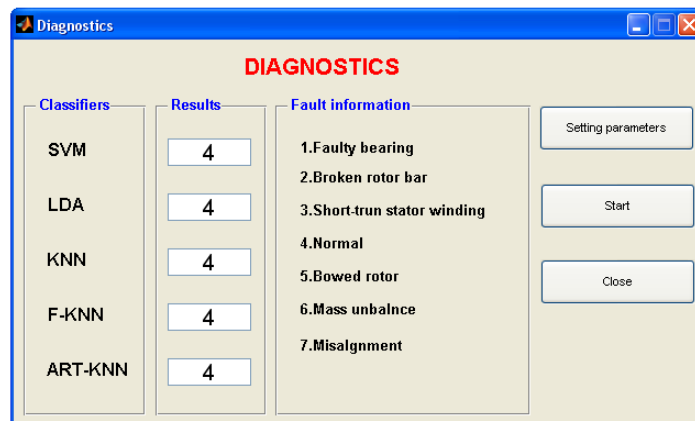 Diagnostics
DIAGNOSTICS
Classifiers
SVM
LDA
KNN
F-KNN
ART-KNN
Results
4
4
4
4
4
Fault information
1.Faulty bearing
2.Broken rotor bar
3.Short-trun stator winding
4.Normal
5.Bowed rotor
6.Mass unbalnce
7.Misalgnment
Setting parameters
Start
Close